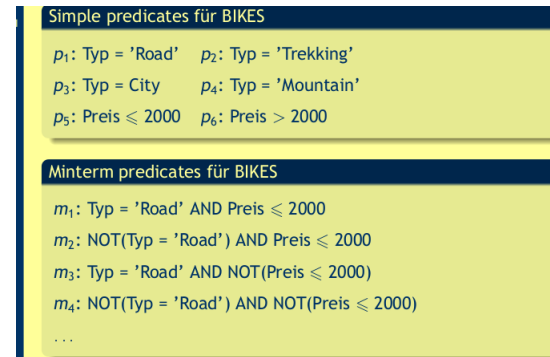 Simple predicates für BIKES
p₁: Typ = ’Road’ p₂: Typ = ’Trekking’
p₃: Typ = City p₄: Typ = ’Mountain’
p₅: Preis ⩽ 2000 p₆: Preis > 2000
Minterm predicates für BIKES
m₁: Typ = ’Road’ AND Preis ⩽ 2000
m₂: NOT(Typ = ’Road’) AND Preis ⩽ 2000
m₃: Typ = ’Road’ AND NOT(Preis ⩽ 2000)
m₄: NOT(Typ = ’Road’) AND NOT(Preis ⩽ 2000)
. . .